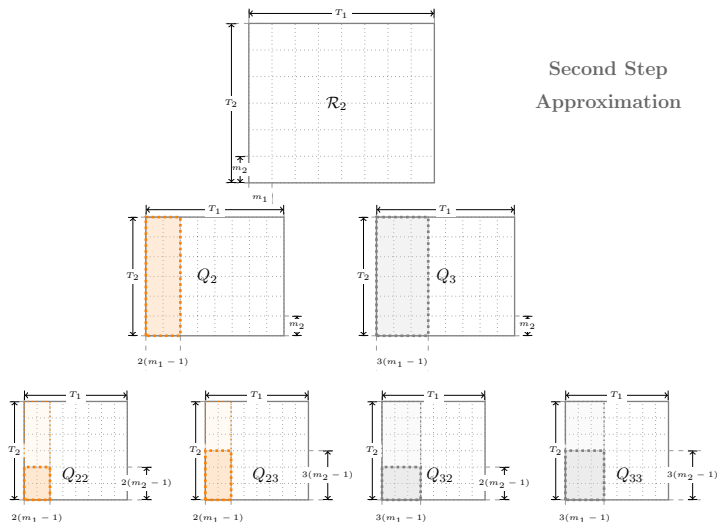 T₁
Second Step
Approximation
T₂
ℛ₂
m₂
m₁
T₁
T₁
T₂
Q₂
T₂
Q₃
m₂
m₂
2(m₁ − 1)
3(m₁ − 1)
T₁
T₁
T₁
T₁
T₂
Q₂₂
2(m₂ − 1)
T₂
Q₂₃
3(m₂ − 1)
T₂
Q₃₂
2(m₂ − 1)
T₂
Q₃₃
3(m₂ − 1)
2(m₁ − 1)
2(m₁ − 1)
3(m₁ − 1)
3(m₁ − 1)